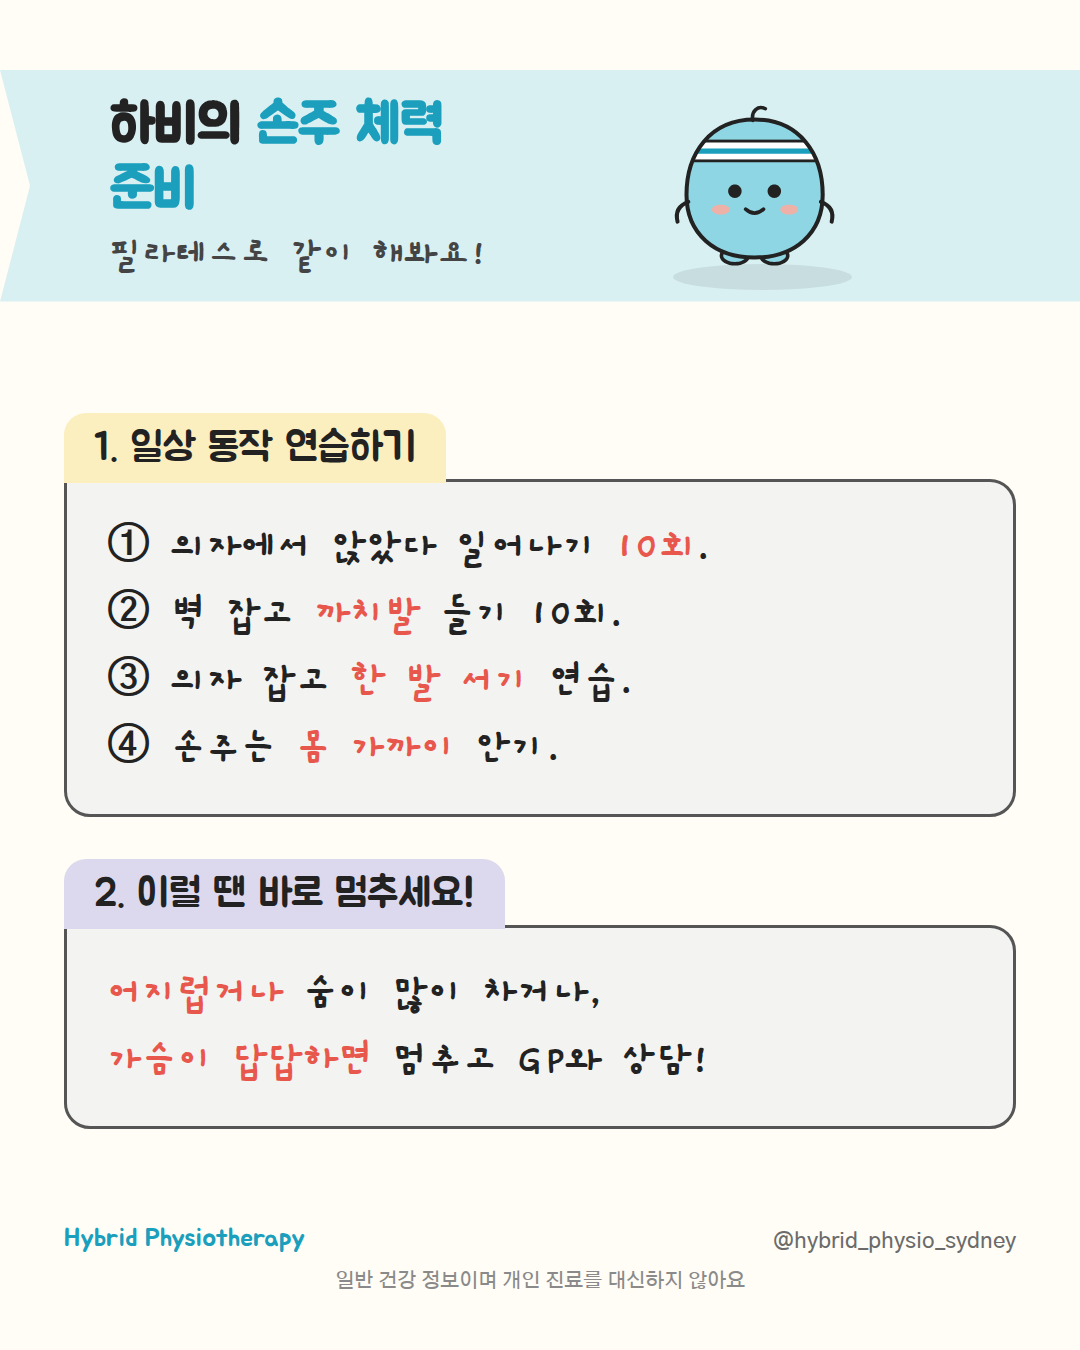 하비의 손주 체력
준비
필라테스로 같이 해봐요!
1. 일상 동작 연습하기
① 의자에서 앉았다 일어나기 10회.
② 벽 잡고 까치발 들기 10회.
③ 의자 잡고 한 발 서기 연습.
④ 손주는 몸 가까이 안기.
2. 이럴 땐 바로 멈추세요!
어지럽거나 숨이 많이 차거나,
가슴이 답답하면 멈추고 GP와 상담!
Hybrid Physiotherapy
@hybrid_physio_sydney
일반 건강 정보이며 개인 진료를 대신하지 않아요